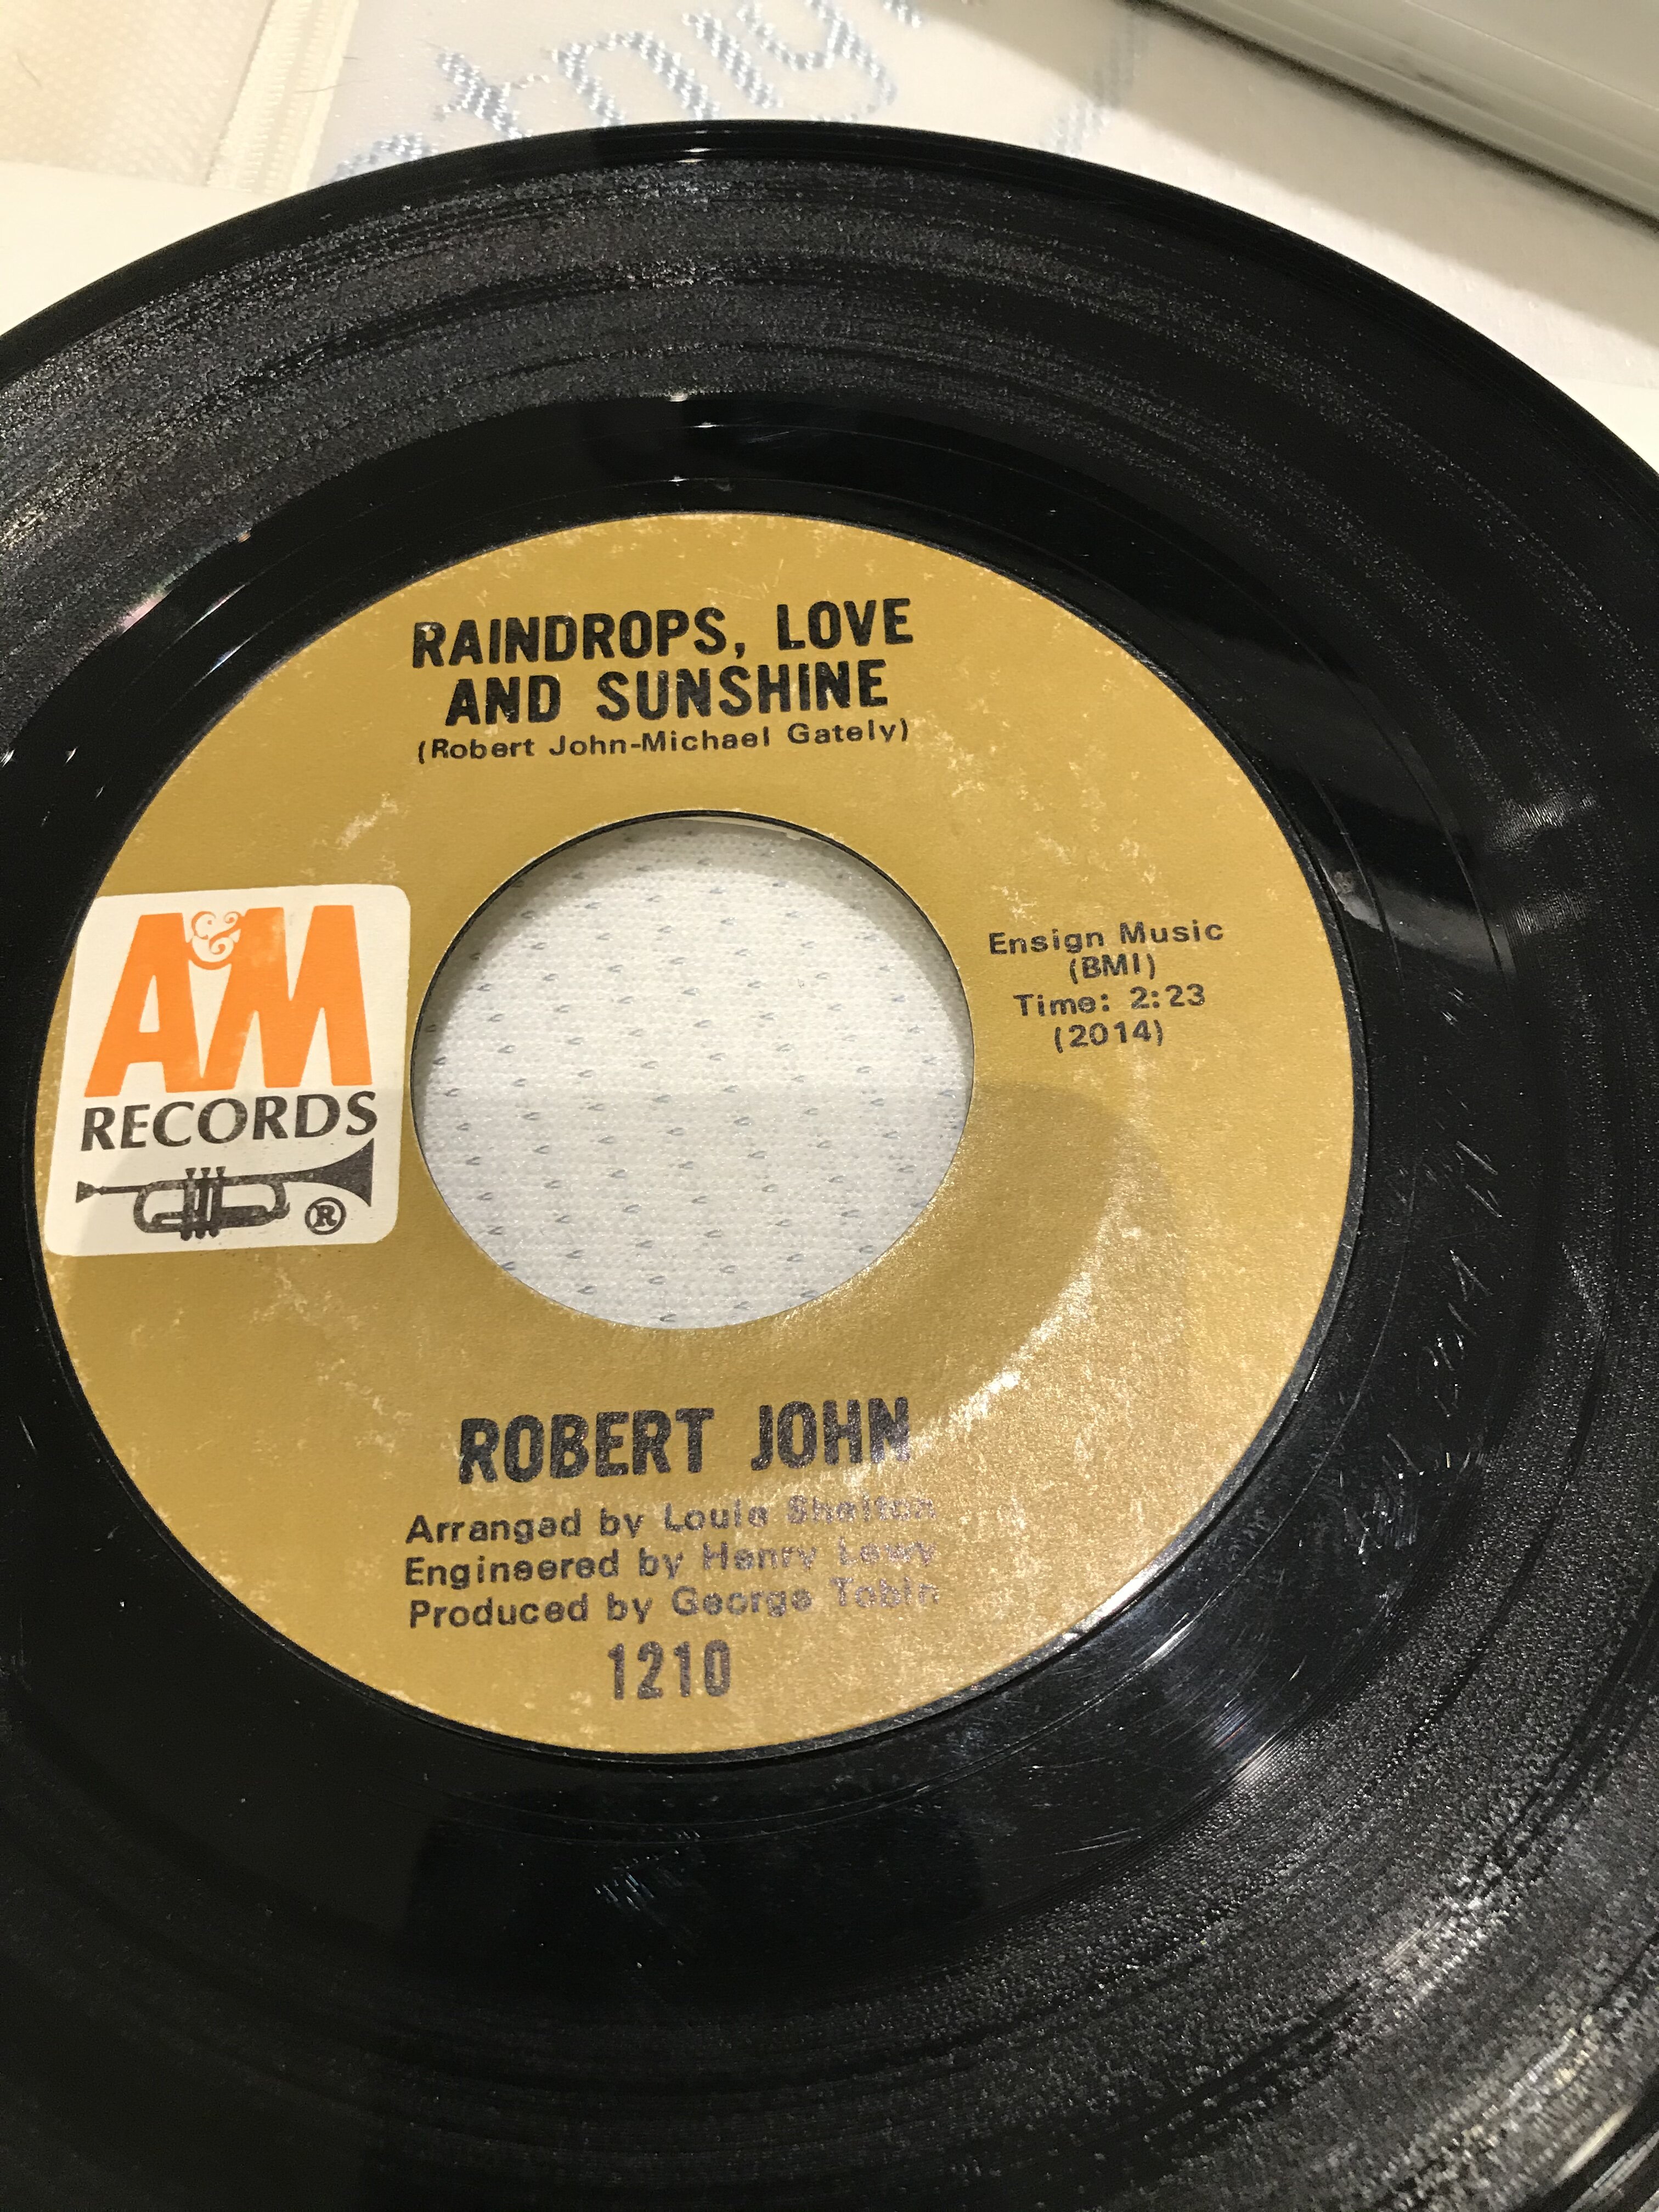 RAINDROPS, LOVE
AND SUNSHINE
(Robert John-Michael Gately)
A&M
RECORDS
®
Ensign Music
(BMI)
Time: 2:23
(2014)
ROBERT JOHN
Arranged by Louie Shelton
Engineered by Henry Lewy
Produced by George Tobin
1210